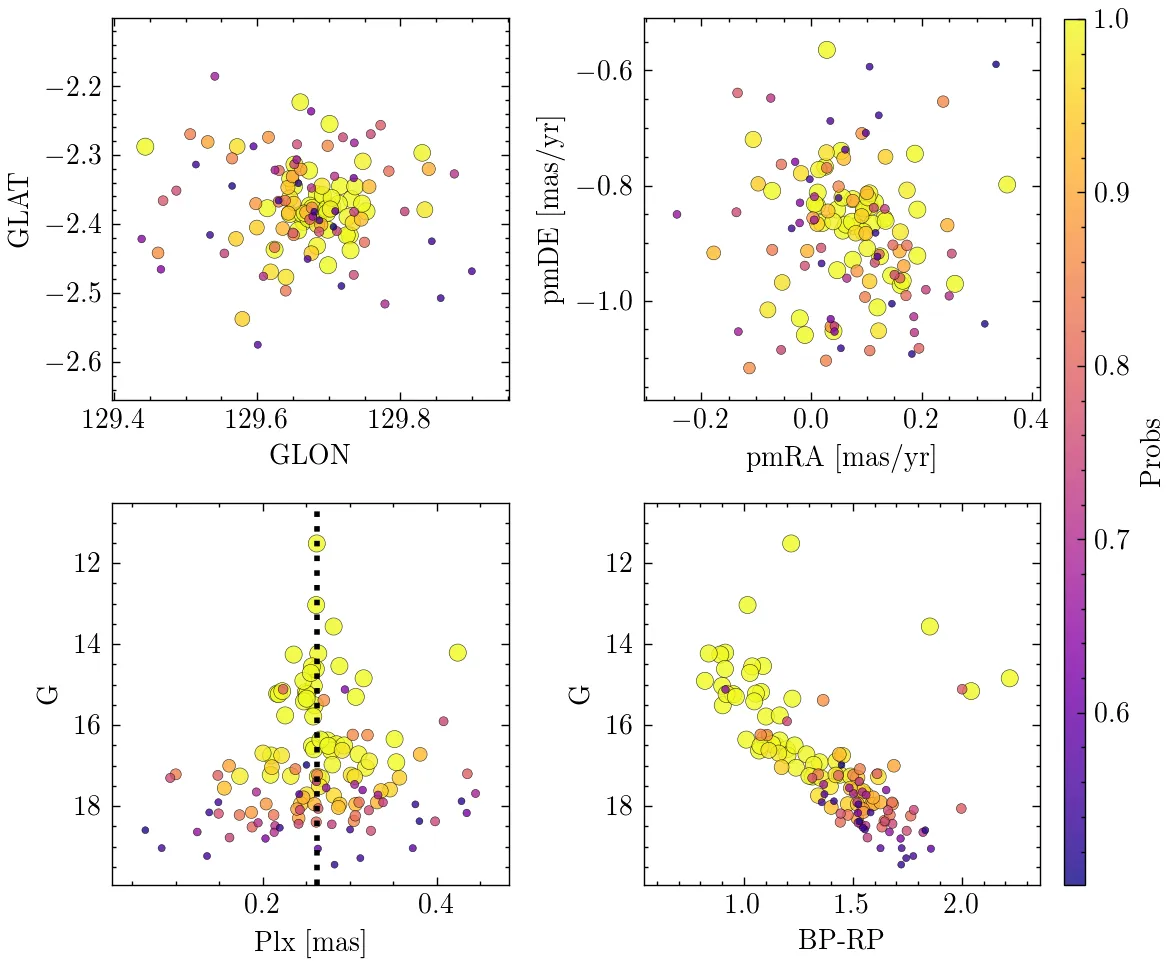 −2.2
−2.3
−2.4
−2.5
−2.6
GLAT
129.4 129.6 129.8
GLON
−0.6
−0.8
−1.0
pmDE [mas/yr]
−0.2 0.0 0.2 0.4
pmRA [mas/yr]
12
14
16
18
G
0.2 0.4
Plx [mas]
12
14
16
18
G
1.0 1.5 2.0
BP-RP
1.0
0.9
0.8
0.7
0.6
Probs